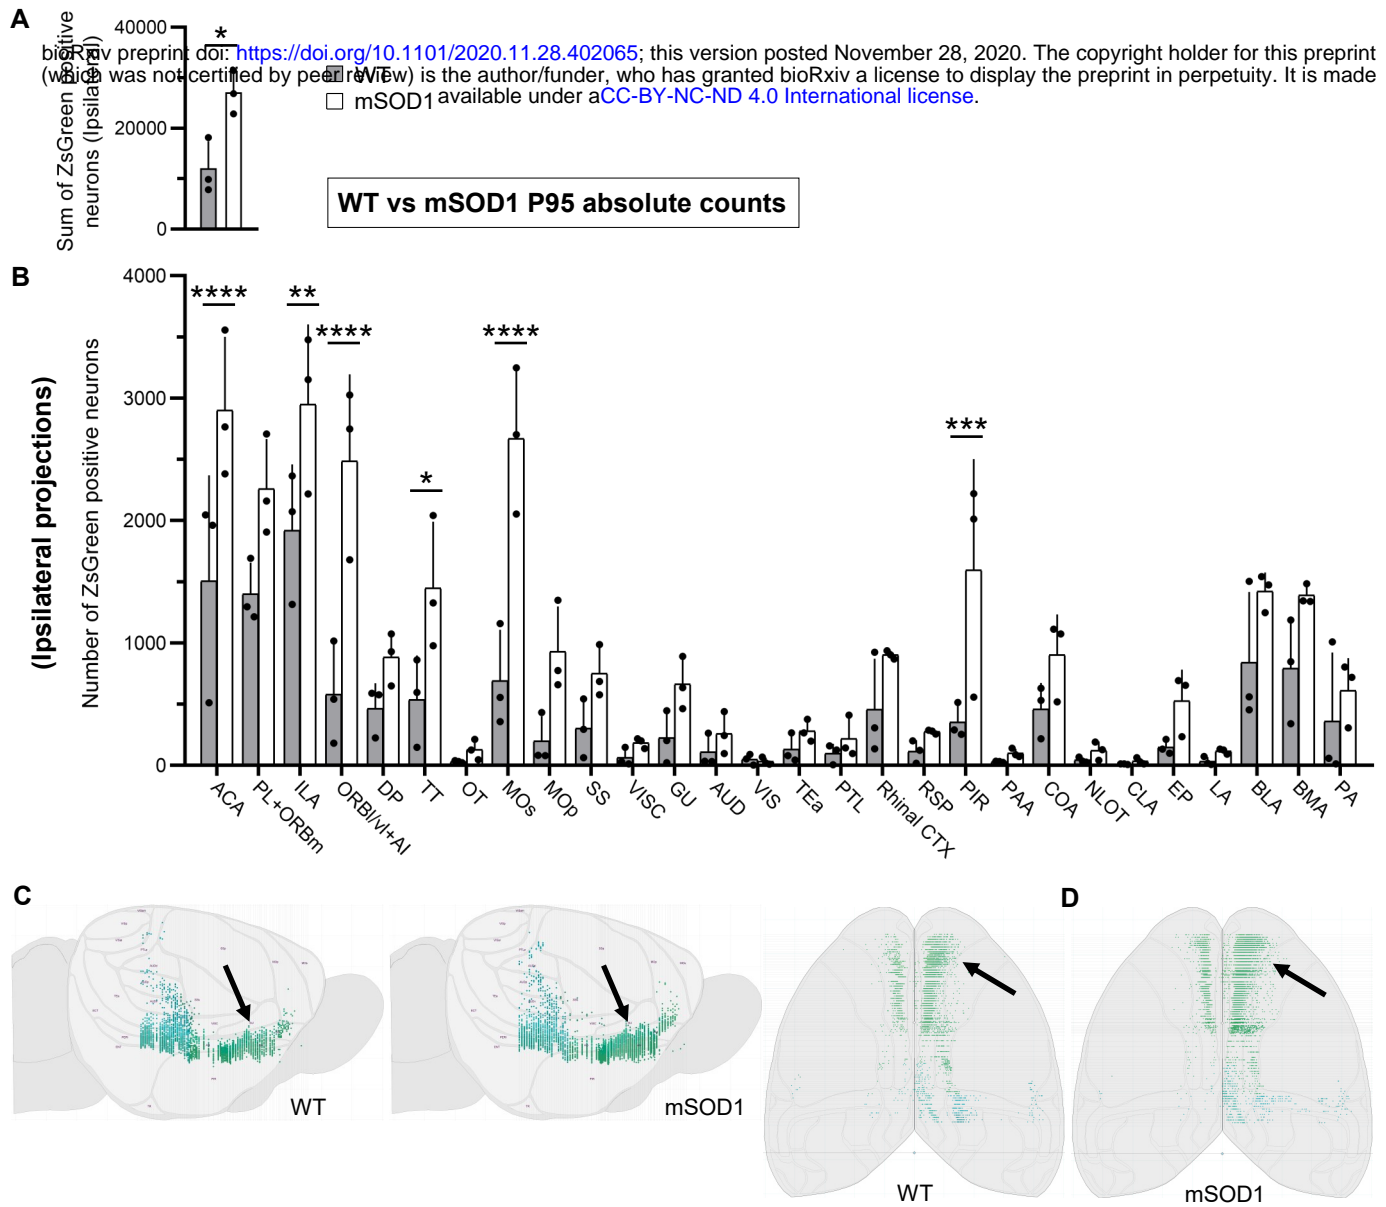 A
40000
20000
0
Sum of ZsGreen positive
neurons (Ipsilateral)
*
bioRxiv preprint doi: https://doi.org/10.1101/2020.11.28.402065; this version posted November 28, 2020. The copyright holder for this preprint
(which was not certified by peer review) is the author/funder, who has granted bioRxiv a license to display the preprint in perpetuity. It is made
available under aCC-BY-NC-ND 4.0 International license.
WT
mSOD1
WT vs mSOD1 P95 absolute counts
B
(Ipsilateral projections)
Number of ZsGreen positive neurons
4000
3000
2000
1000
0
**** ** **** * **** ***
ACA PL+ORBm ILA ORBl/vl+AI DP TT OT MOs MOp SS VISC GU AUD VIS TEa PTL Rhinal CTX RSP PIR PAA COA NLOT CLA EP LA BLA BMA PA
C
WT
mSOD1
D
WT
mSOD1